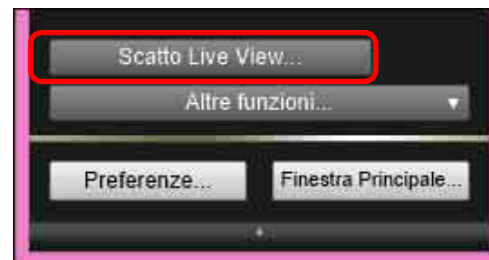 Scatto Live View...
Altre funzioni...
Preferenze... Finestra Principale...